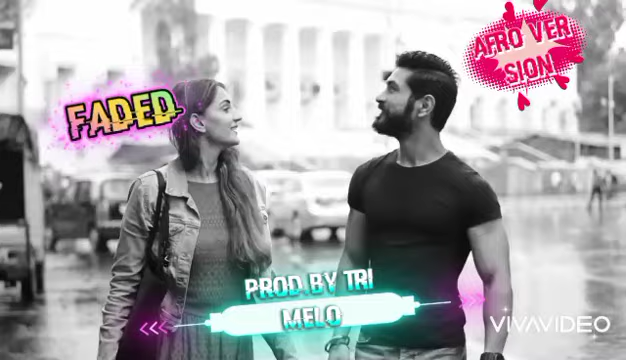 AFRO VER
SION
FADED
PROD BY TRI
MELO
VIVAVIDEO